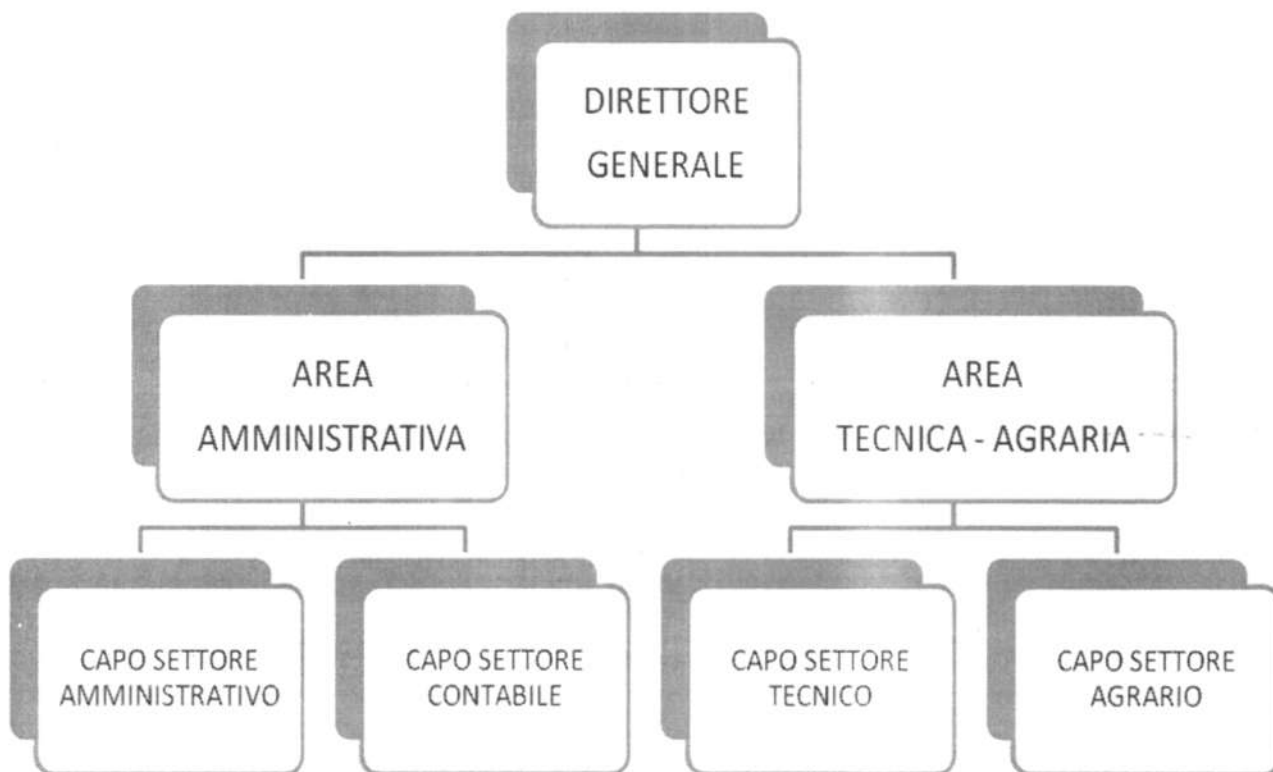 DIRETTORE
GENERALE
AREA
AMMINISTRATIVA
AREA
TECNICA - AGRARIA
CAPO SETTORE
AMMINISTRATIVO
CAPO SETTORE
CONTABILE
CAPO SETTORE
TECNICO
CAPO SETTORE
AGRARIO